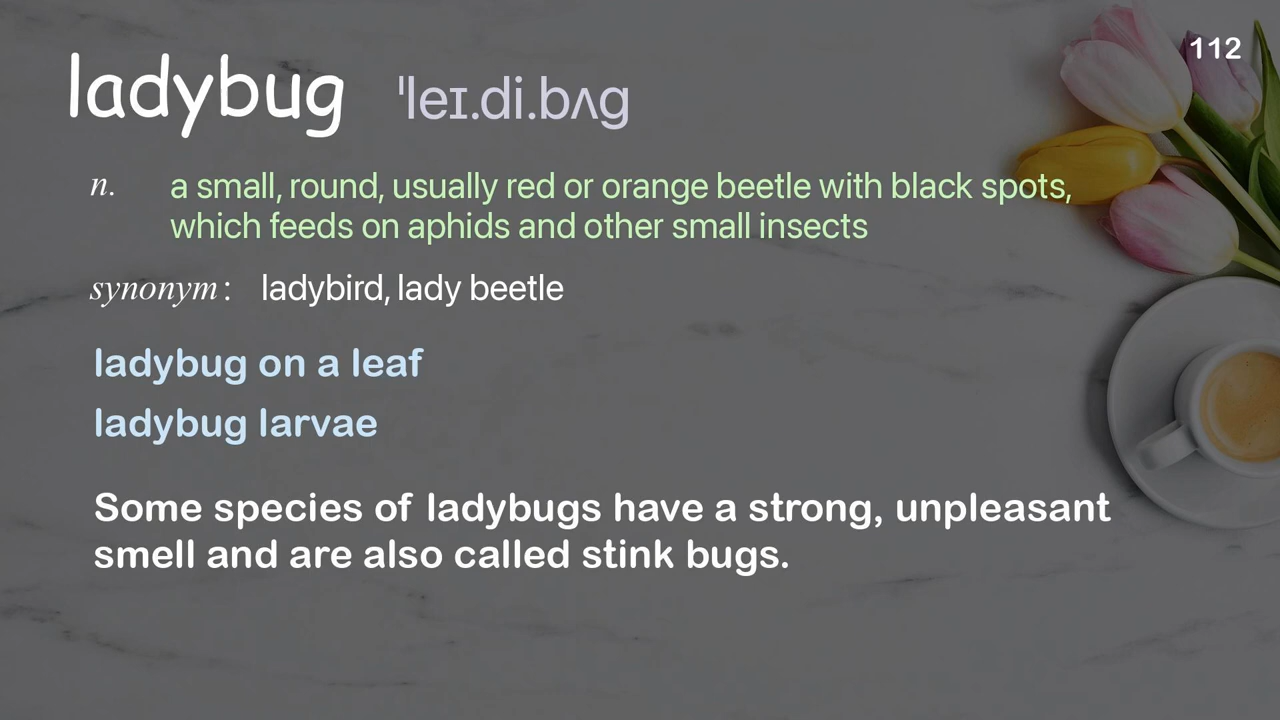 112
ladybug ˈleɪ.di.bʌg
n. a small, round, usually red or orange beetle with black spots,
which feeds on aphids and other small insects
synonym: ladybird, lady beetle
ladybug on a leaf
ladybug larvae
Some species of ladybugs have a strong, unpleasant
smell and are also called stink bugs.